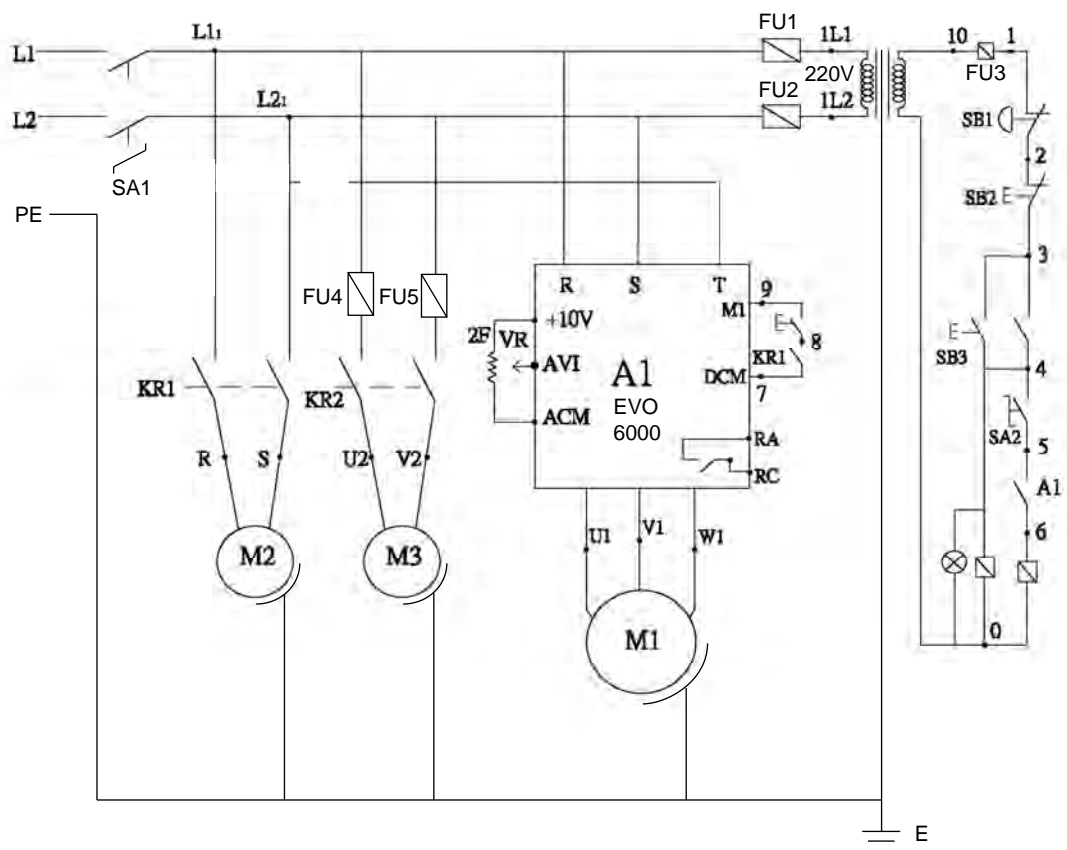 FU1
L1₁
1L1
10
1
L1
220V
FU3
FU2
L2₁
L2
1L2
SB1
2
SA1
SB2
PE
3
R
S
T
9
FU4
FU5
M1
+10V
2F
VR
8
SB3
AVI
A1
KR1
KR1
KR2
DCM
4
7
EVO
ACM
6000
SA2
RA
5
R
S
U2
V2
RC
A1
U1
V1
W1
6
M2
M3
0
M1
E
E
E